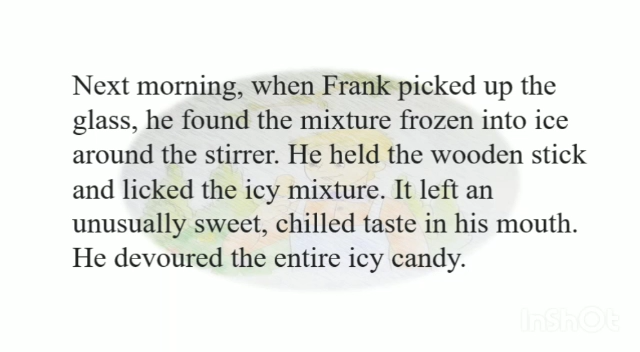 Next morning, when Frank picked up the
glass, he found the mixture frozen into ice
around the stirrer. He held the wooden stick
and licked the icy mixture. It left an
unusually sweet, chilled taste in his mouth.
He devoured the entire icy candy.
InShOt